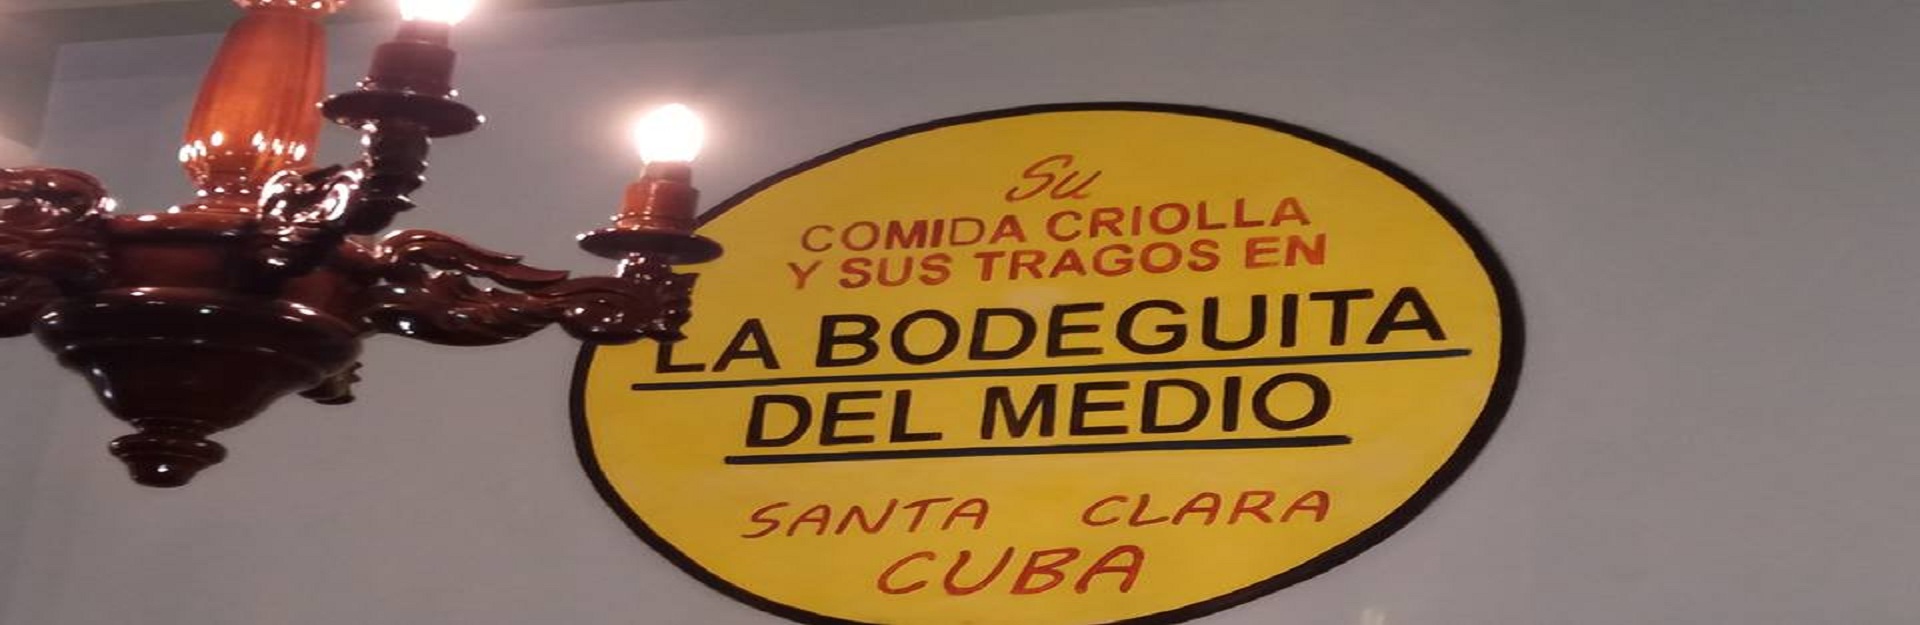 Su
COMIDA CRIOLLA
Y SUS TRAGOS EN
LA BODEGUITA
DEL MEDIO
SANTA CLARA
CUBA